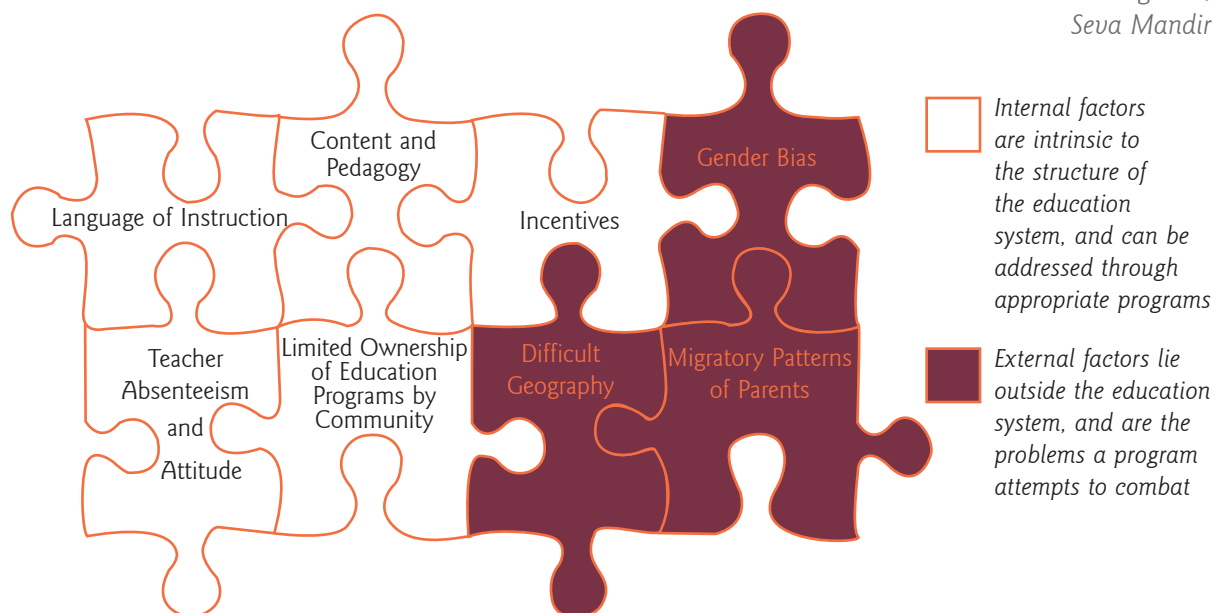 Seva Mandir
Content and
Pedagogy
Gender Bias
Language of Instruction
Incentives
Teacher
Absenteeism
and
Attitude
Limited Ownership
of Education
Programs by
Community
Difficult
Geography
Migratory Patterns
of Parents
Internal factors
are intrinsic to
the structure of
the education
system, and can be
addressed through
appropriate programs
External factors lie
outside the education
system, and are the
problems a program
attempts to combat